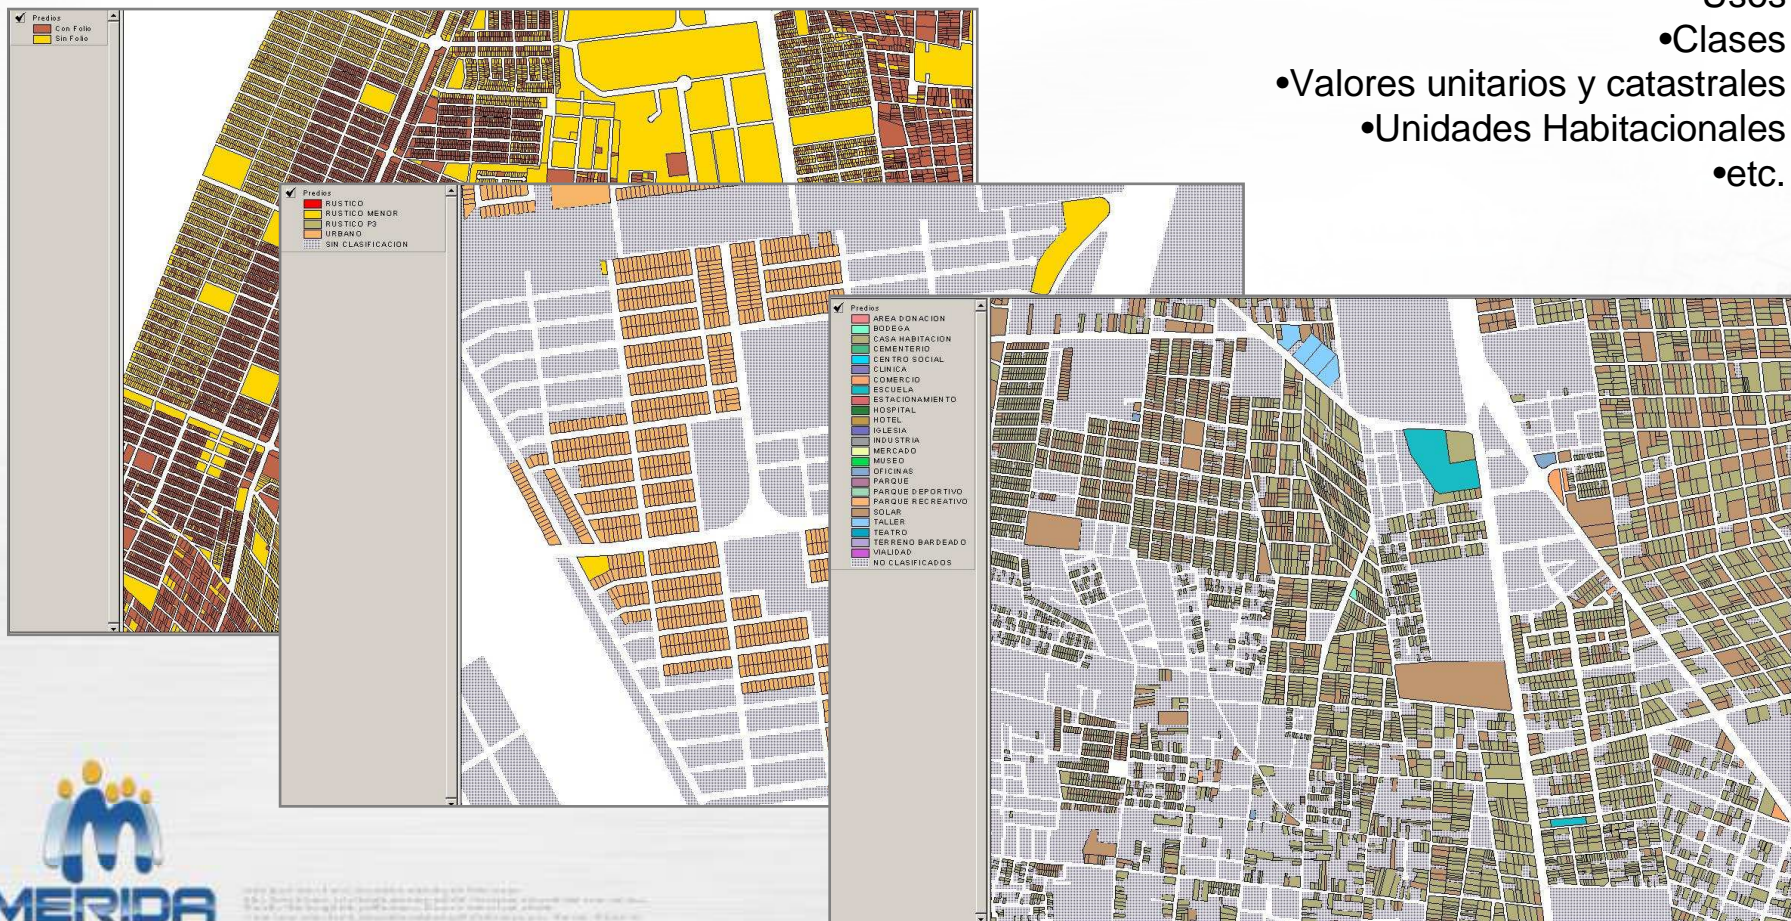 Usos
•Clases
•Valores unitarios y catastrales
•Unidades Habitacionales
•etc.
Predios
Con Folio
Sin Folio
Predios
RUSTICO
RUSTICO MENOR
RUSTICO P3
URBANO
SIN CLASIFICACION
Predios
AREA DONACION
BODEGA
CASA HABITACION
CEMENTERIO
CENTRO SOCIAL
CLINICA
COMERCIO
ESCUELA
ESTACIONAMIENTO
HOSPITAL
HOTEL
IGLESIA
INDUSTRIA
MERCADO
MUSEO
OFICINAS
PARQUE
PARQUE DEPORTIVO
PARQUE RECREATIVO
SOLAR
TALLER
TEATRO
TERRENO BARDEADO
VIALIDAD
NO CLASIFICADOS
MERIDA